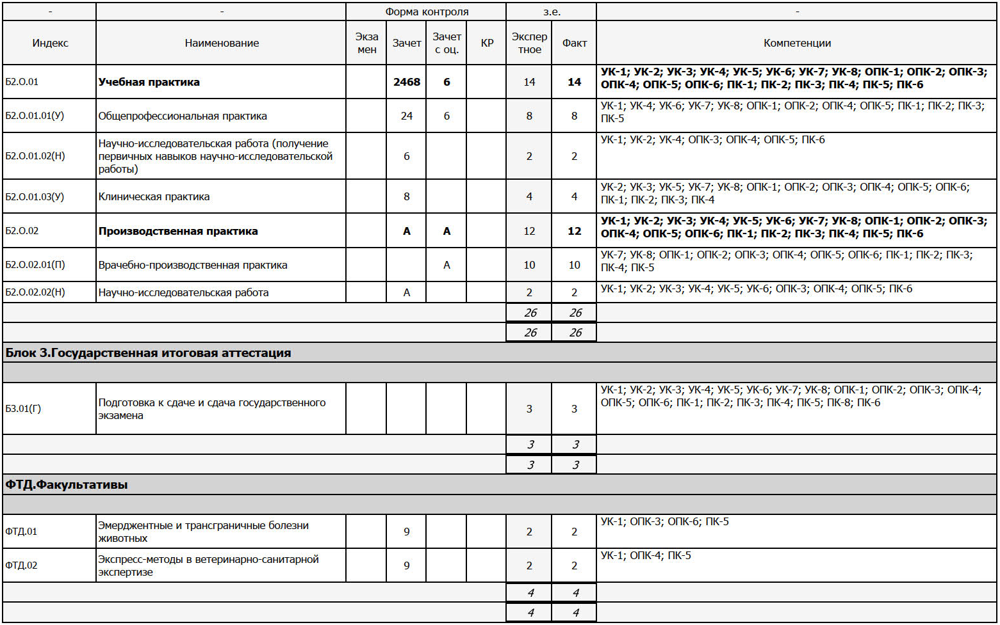 - - Форма контроля з.е. -
Индекс Наименование Экза Зачет Зачет КР Экспер Факт Компетенции
мен с оц. тное
Б2.О.01 Учебная практика 2468 6 14 14 УК-1; УК-2; УК-3; УК-4; УК-5; УК-6; УК-7; УК-8; ОПК-1; ОПК-2; ОПК-3;
ОПК-4; ОПК-5; ОПК-6; ПК-1; ПК-2; ПК-3; ПК-4; ПК-5; ПК-6
Б2.О.01.01(У) Общепрофессиональная практика 24 6 8 8 УК-1; УК-4; УК-6; УК-7; УК-8; ОПК-1; ОПК-2; ОПК-4; ОПК-5; ПК-1; ПК-2; ПК-3;
ПК-5
Б2.О.01.02(Н) Научно-исследовательская работа (получение
первичных навыков научно-исследовательской
работы) 6 2 2 УК-1; УК-2; УК-4; ОПК-3; ОПК-4; ОПК-5; ПК-6
Б2.О.01.03(У) Клиническая практика 8 4 4 УК-2; УК-3; УК-5; УК-7; УК-8; ОПК-1; ОПК-2; ОПК-3; ОПК-4; ОПК-5; ОПК-6;
ПК-1; ПК-2; ПК-3; ПК-4
Б2.О.02 Производственная практика А А 12 12 УК-1; УК-2; УК-3; УК-4; УК-5; УК-6; УК-7; УК-8; ОПК-1; ОПК-2; ОПК-3;
ОПК-4; ОПК-5; ОПК-6; ПК-1; ПК-2; ПК-3; ПК-4; ПК-5; ПК-6
Б2.О.02.01(П) Врачебно-производственная практика А 10 10 УК-7; УК-8; ОПК-1; ОПК-2; ОПК-3; ОПК-4; ОПК-5; ОПК-6; ПК-1; ПК-2; ПК-3;
ПК-4; ПК-5
Б2.О.02.02(Н) Научно-исследовательская работа А 2 2 УК-1; УК-2; УК-3; УК-4; УК-5; УК-6; ОПК-3; ОПК-4; ОПК-5; ПК-6
26 26
26 26
Блок 3.Государственная итоговая аттестация
Б3.01(Г) Подготовка к сдаче и сдача государственного
экзамена 3 3 УК-1; УК-2; УК-3; УК-4; УК-5; УК-6; УК-7; УК-8; ОПК-1; ОПК-2; ОПК-3; ОПК-4;
ОПК-5; ОПК-6; ПК-1; ПК-2; ПК-3; ПК-4; ПК-5; ПК-8; ПК-6
3 3
3 3
ФТД.Факультативы
ФТД.01 Эмерджентные и трансграничные болезни
животных 9 2 2 УК-1; ОПК-3; ОПК-6; ПК-5
ФТД.02 Экспресс-методы в ветеринарно-санитарной
экспертизе 9 2 2 УК-1; ОПК-4; ПК-5
4 4
4 4